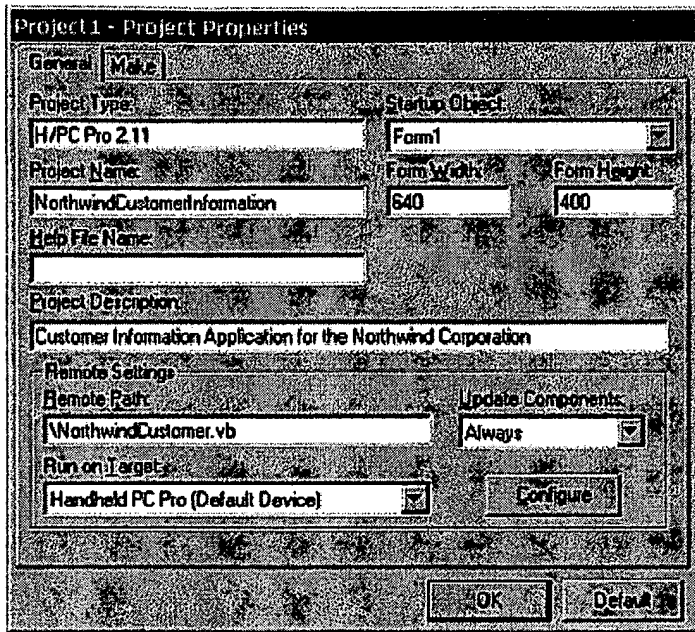 Project1 - Project Properties
General Make
Project Type: Startup Object:
H/PC Pro 2.11 Form1
Project Name: Form Width: Form Height:
NorthwindCustomerInformation 640 400
Help File Name:
Project Description:
Customer Information Application for the Northwind Corporation
Remote Settings
Remote Path: Update Components:
\NorthwindCustomer.vb Always
Run on Target:
Handheld PC Pro (Default Device) Configure
OK Default